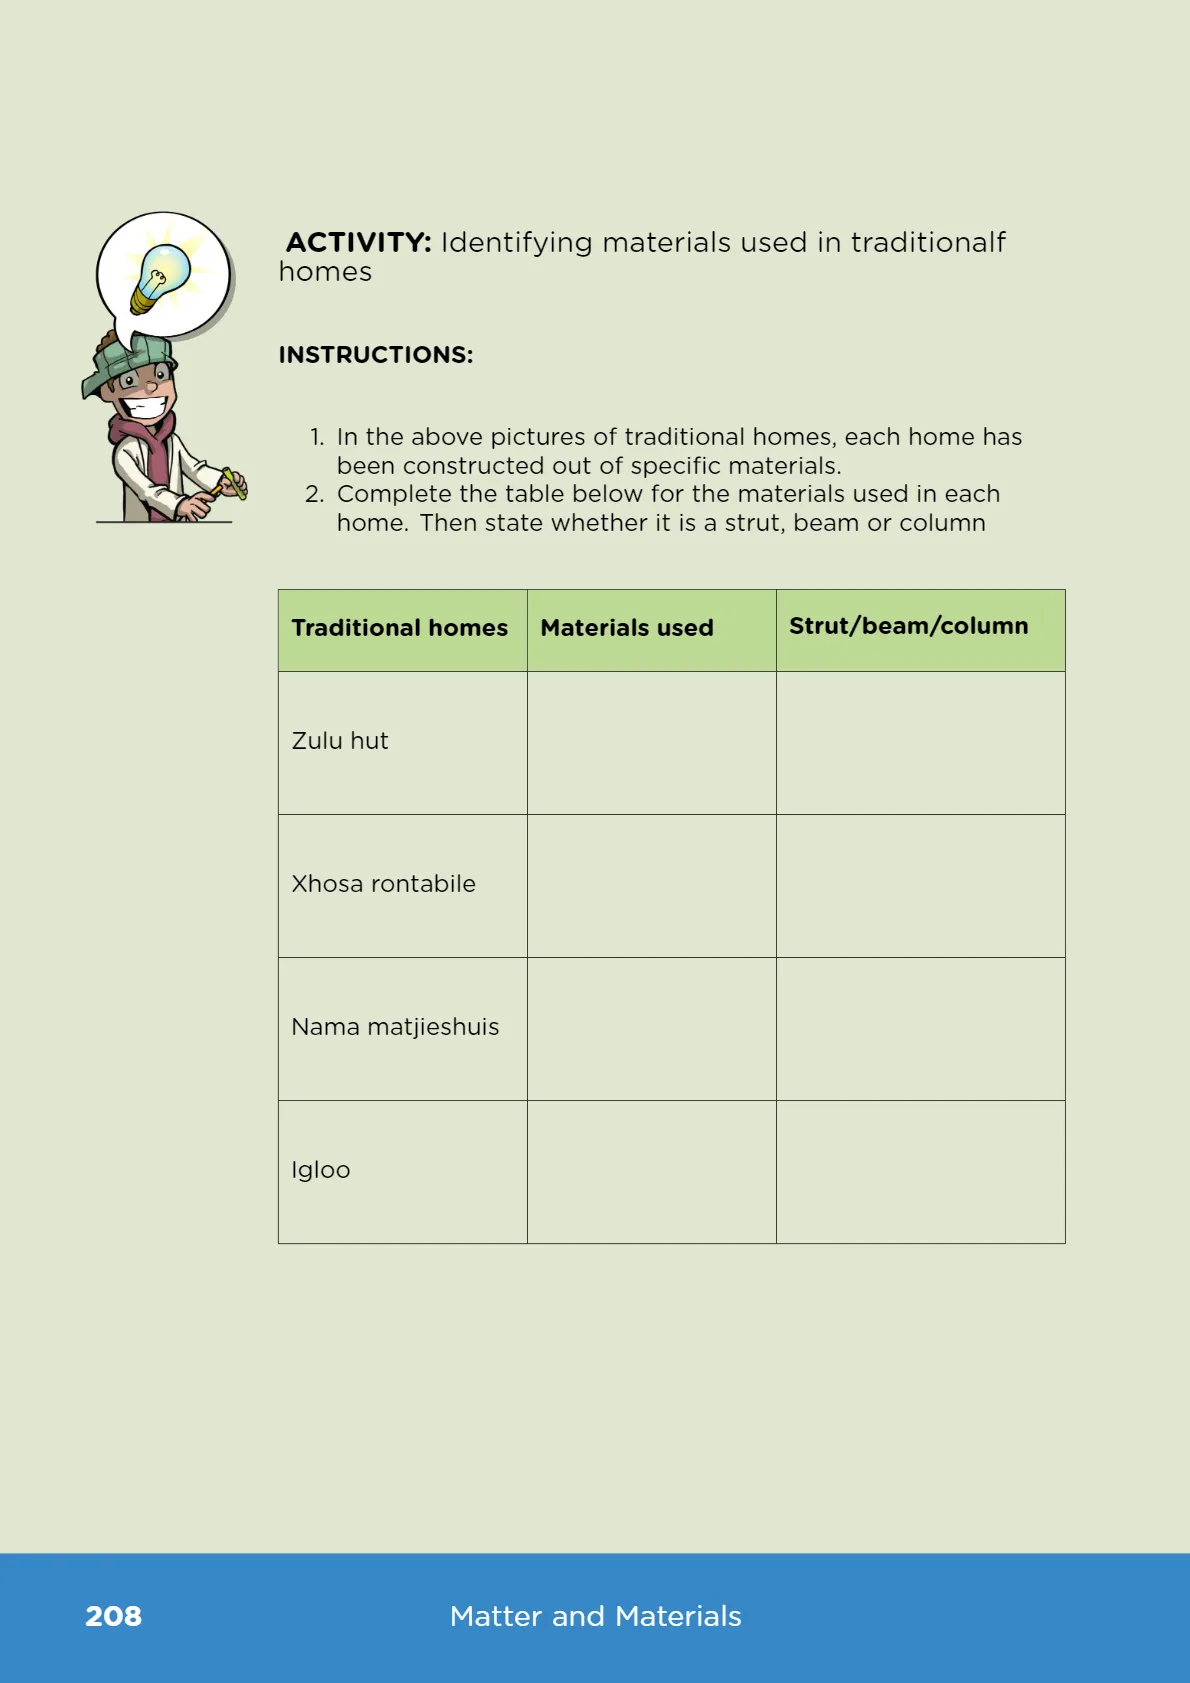 ACTIVITY: Identifying materials used in traditionalf
homes
INSTRUCTIONS:
1. In the above pictures of traditional homes, each home has
been constructed out of specific materials.
2. Complete the table below for the materials used in each
home. Then state whether it is a strut, beam or column
Traditional homes Materials used Strut/beam/column
Zulu hut
Xhosa rontabile
Nama matjieshuis
Igloo
208 Matter and Materials